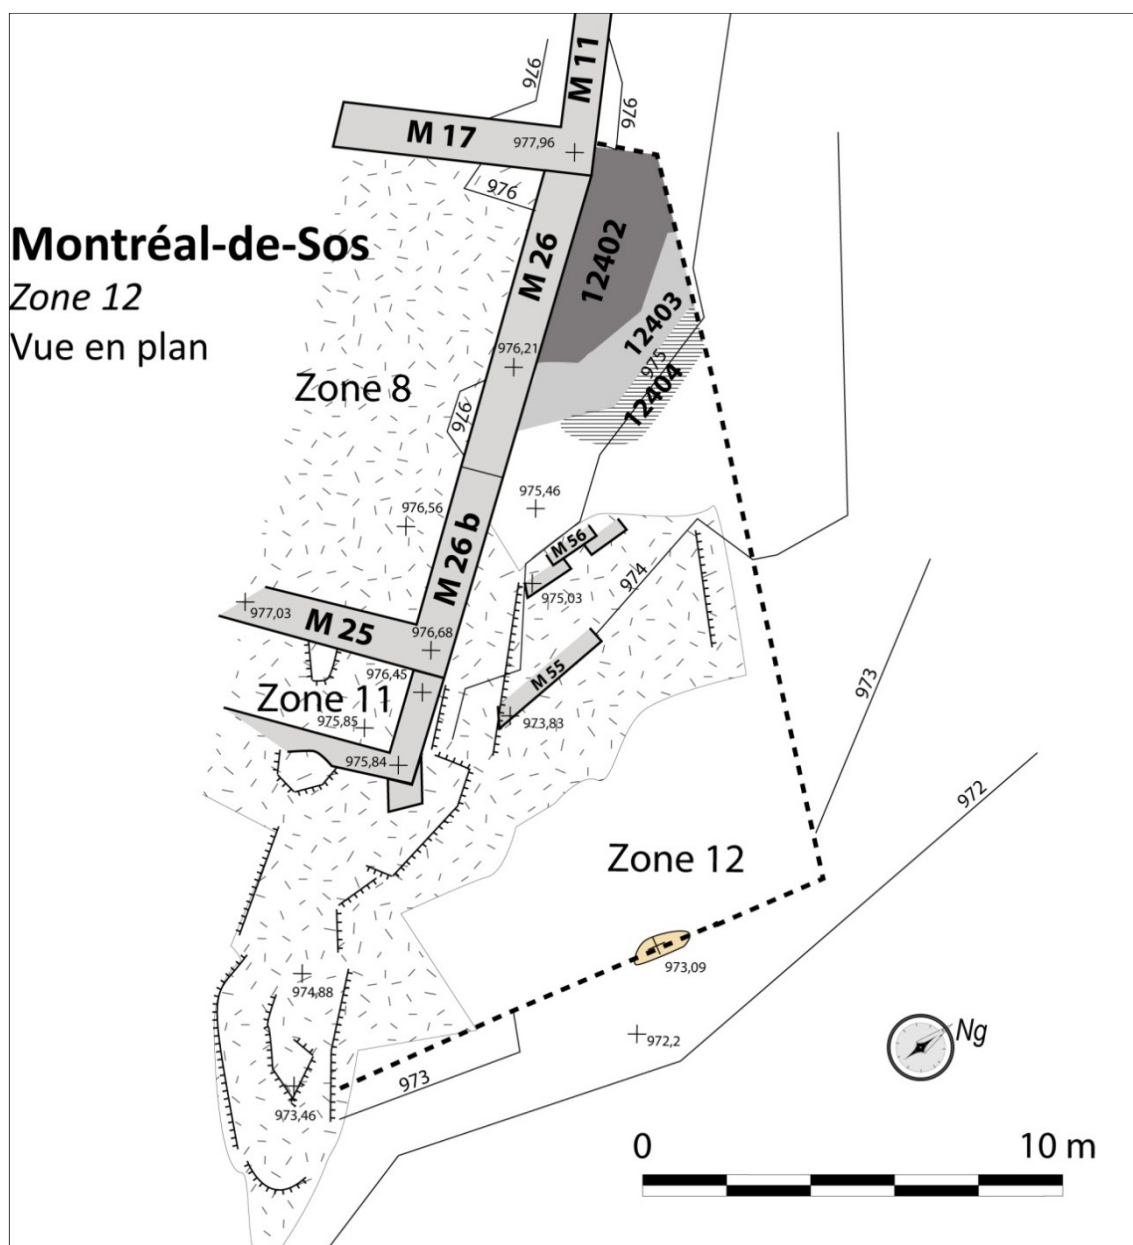 M 11
976
976
M 17
977,96
976
12402
M 26
Montréal-de-Sos
Zone 12
Vue en plan
12403
976,21
975
12404
Zone 8
976
975,46
976,56
M 26 b
M 56
974
975,03
977,03
M 25
976,68
M 55
976,45
Zone 11
973
975,85
973,83
975,84
972
Zone 12
973,09
974,88
972,2
Ng
973
973,46
0 10 m